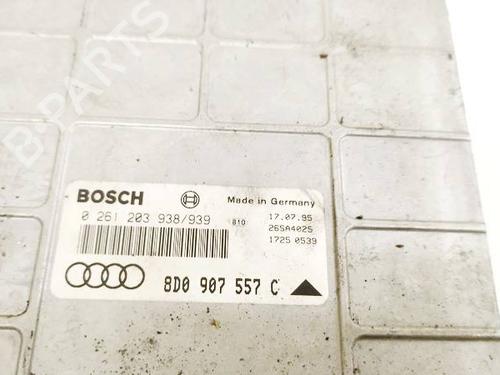 B-PARTS
BOSCH Made in Germany
0 261 203 938/939 810 17.07.95
26SA4025
1725 0539
8D0 907 557 C